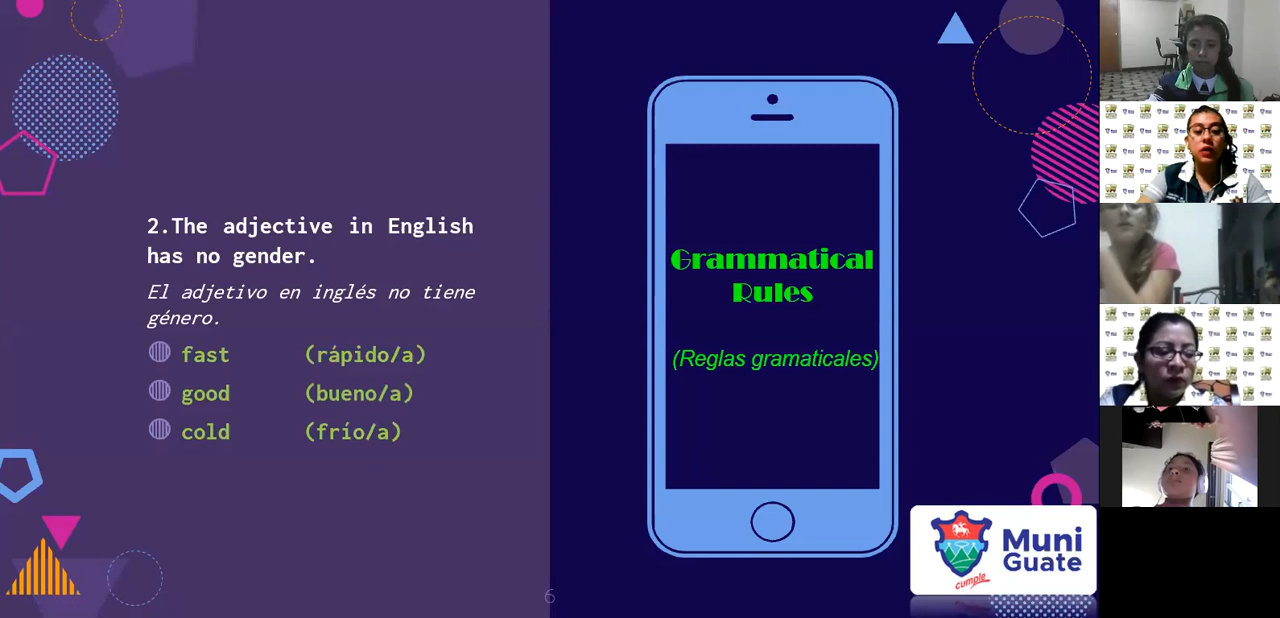 2.The adjective in English
has no gender.
El adjetivo en inglés no tiene
género.
fast (rápido/a)
good (bueno/a)
cold (frío/a)
6
Grammatical
Rules
(Reglas gramaticales)
Muni
Guate
cumple